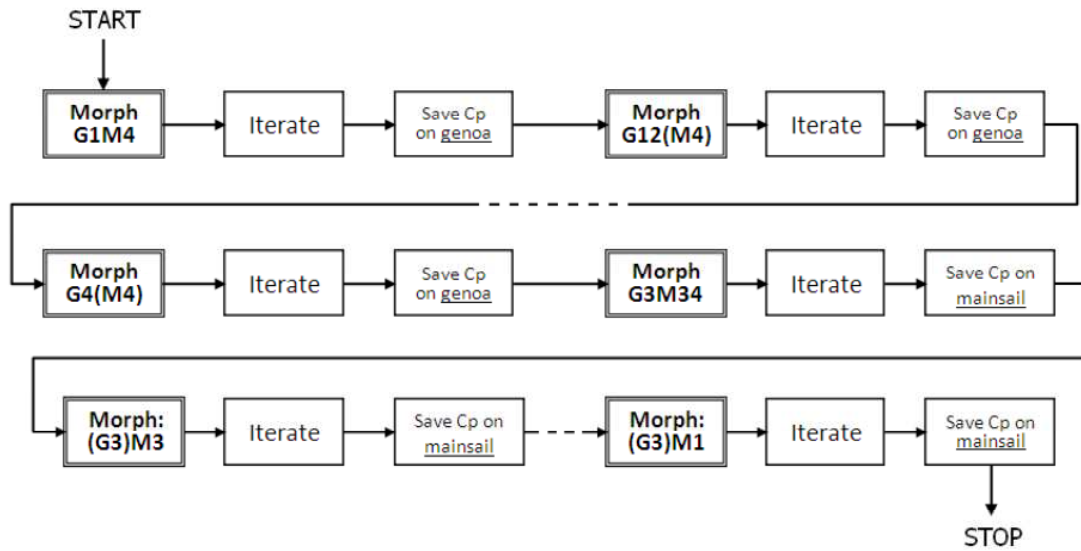 START
Morph
G1M4
Iterate
Save Cp
on genoa
Morph
G12(M4)
Iterate
Save Cp
on genoa
Morph
G4(M4)
Iterate
Save Cp
on genoa
Morph
G3M34
Iterate
Save Cp on
mainsail
Morph:
(G3)M3
Iterate
Save Cp on
mainsail
Morph:
(G3)M1
Iterate
Save Cp on
mainsail
STOP